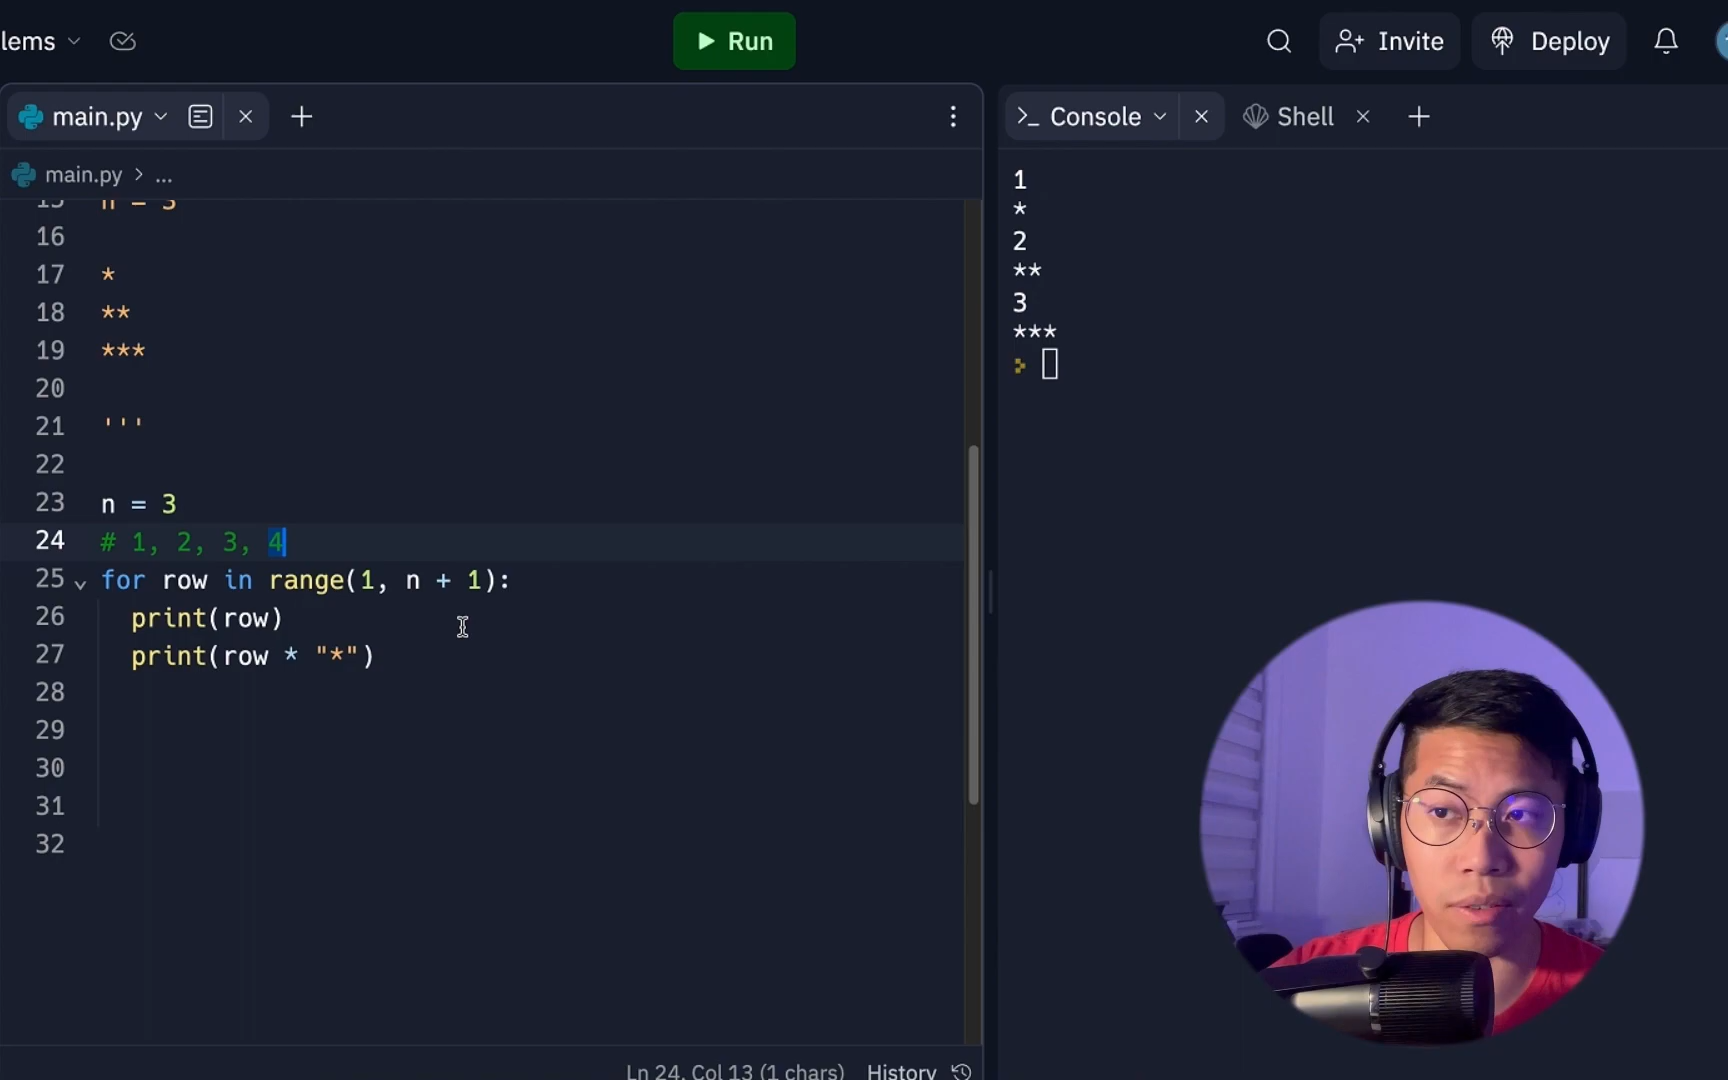 lems
Run
Invite
Deploy
main.py
Console
Shell
main.py > ...
15 n = 3
16
17 *
18 **
19 ***
20
21 '''
22
23 n = 3
24 # 1, 2, 3, 4
25 for row in range(1, n + 1):
26 print(row)
27 print(row * "*")
28
29
30
31
32
Ln 24, Col 13 (1 chars) History
1
*
2
**
3
***